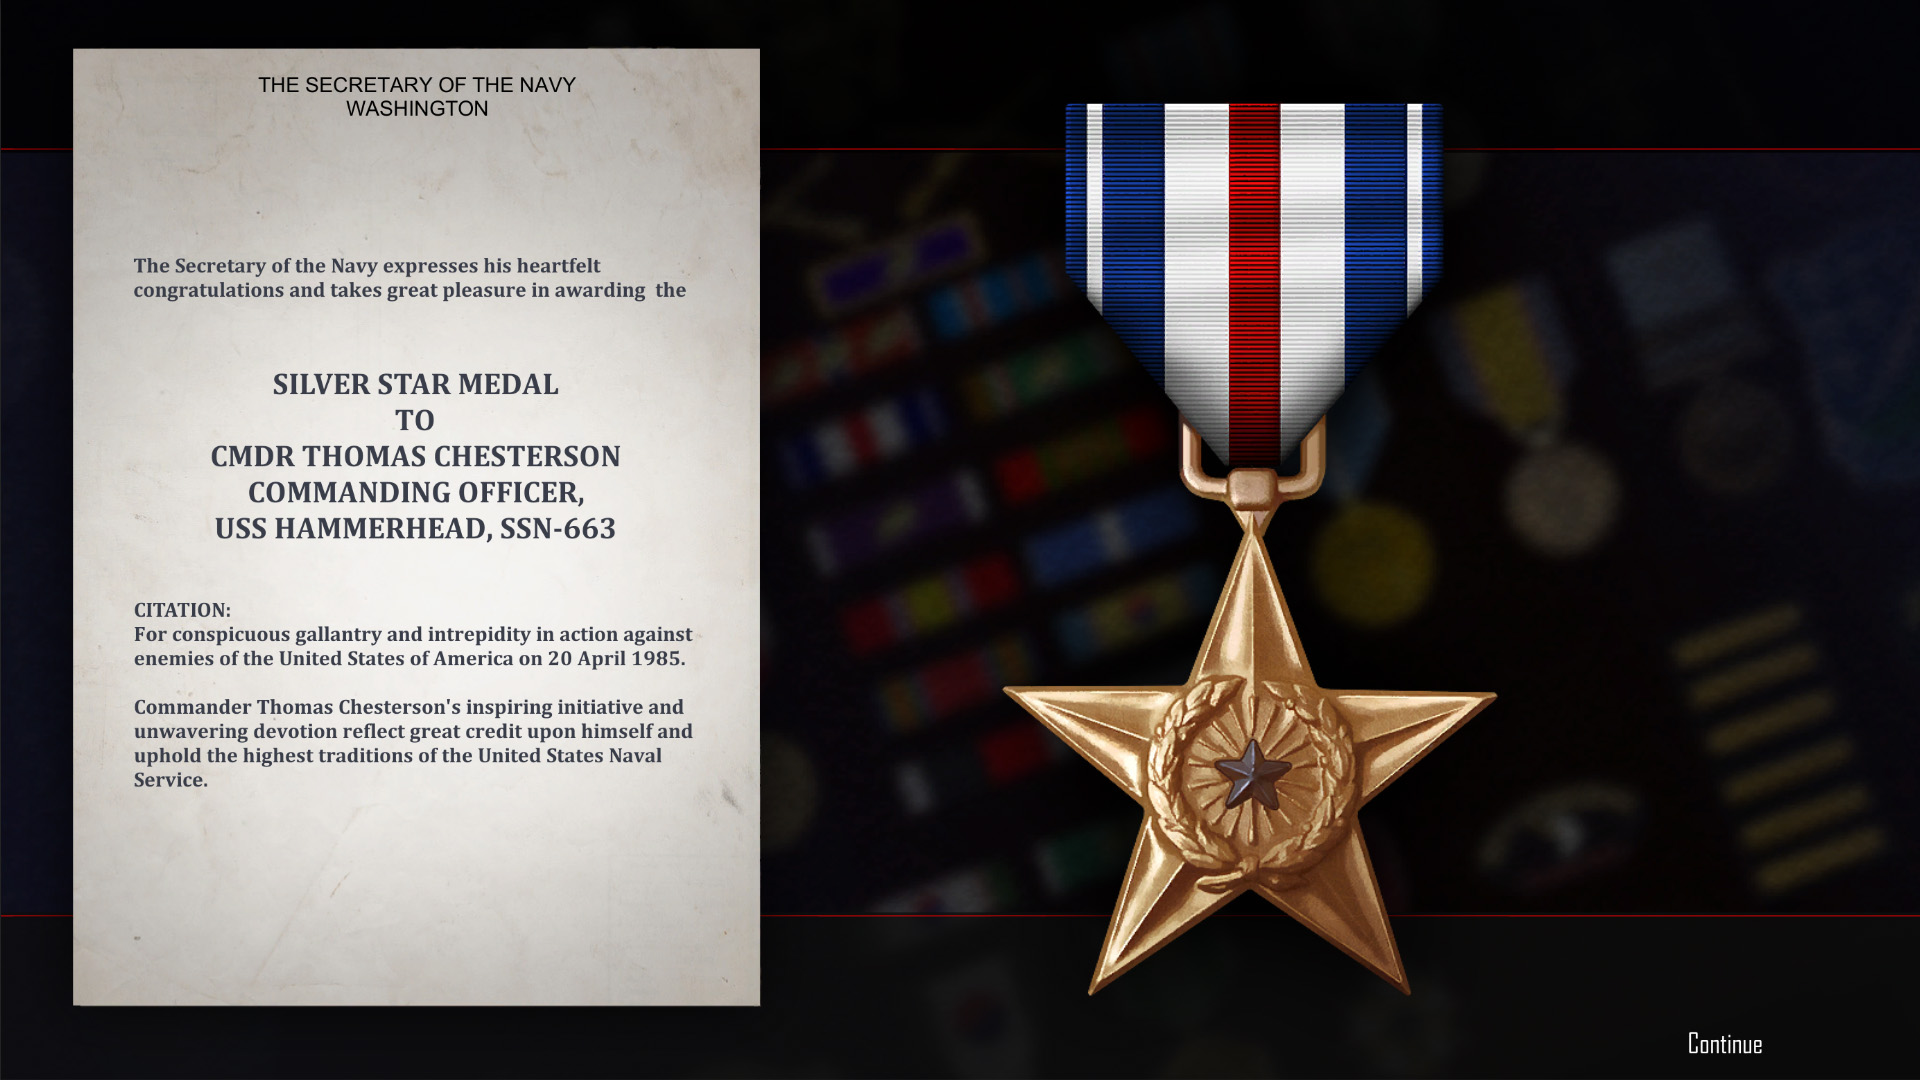 THE SECRETARY OF THE NAVY
WASHINGTON
The Secretary of the Navy expresses his heartfelt
congratulations and takes great pleasure in awarding  the
SILVER STAR MEDAL
TO
CMDR THOMAS CHESTERSON
COMMANDING OFFICER,
USS HAMMERHEAD, SSN-663
CITATION:
For conspicuous gallantry and intrepidity in action against
enemies of the United States of America on 20 April 1985.
Commander Thomas Chesterson's inspiring initiative and
unwavering devotion reflect great credit upon himself and
uphold the highest traditions of the United States Naval
Service.
Continue